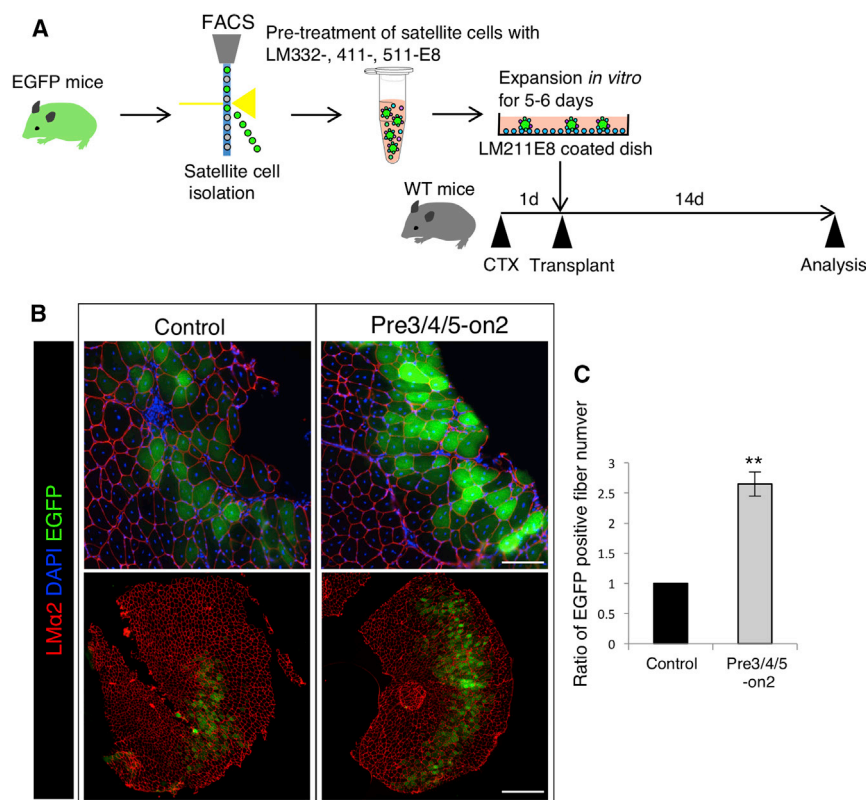 A
FACS
EGFP mice
Pre-treatment of satellite cells with
LM332-, 411-, 511-E8
Satellite cell
isolation
Expansion in vitro
for 5-6 days
LM211E8 coated dish
WT mice
1d
14d
CTX
Transplant
Analysis
B
Control
Pre3/4/5-on2
LMα2 DAPI EGFP
C
Ratio of EGFP positive fiber numver
3
2.5
2
1.5
1
0.5
0
**
Control
Pre3/4/5
-on2